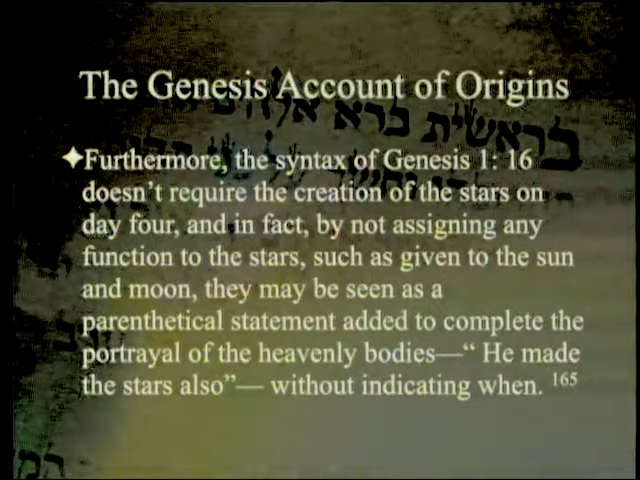 The Genesis Account of Origins
בראשית ברא אלהים
Furthermore, the syntax of Genesis 1: 16
doesn't require the creation of the stars on
day four, and in fact, by not assigning any
function to the stars, such as given to the sun
and moon, they may be seen as a
parenthetical statement added to complete the
portrayal of the heavenly bodies—“ He made
the stars also”— without indicating when. 165